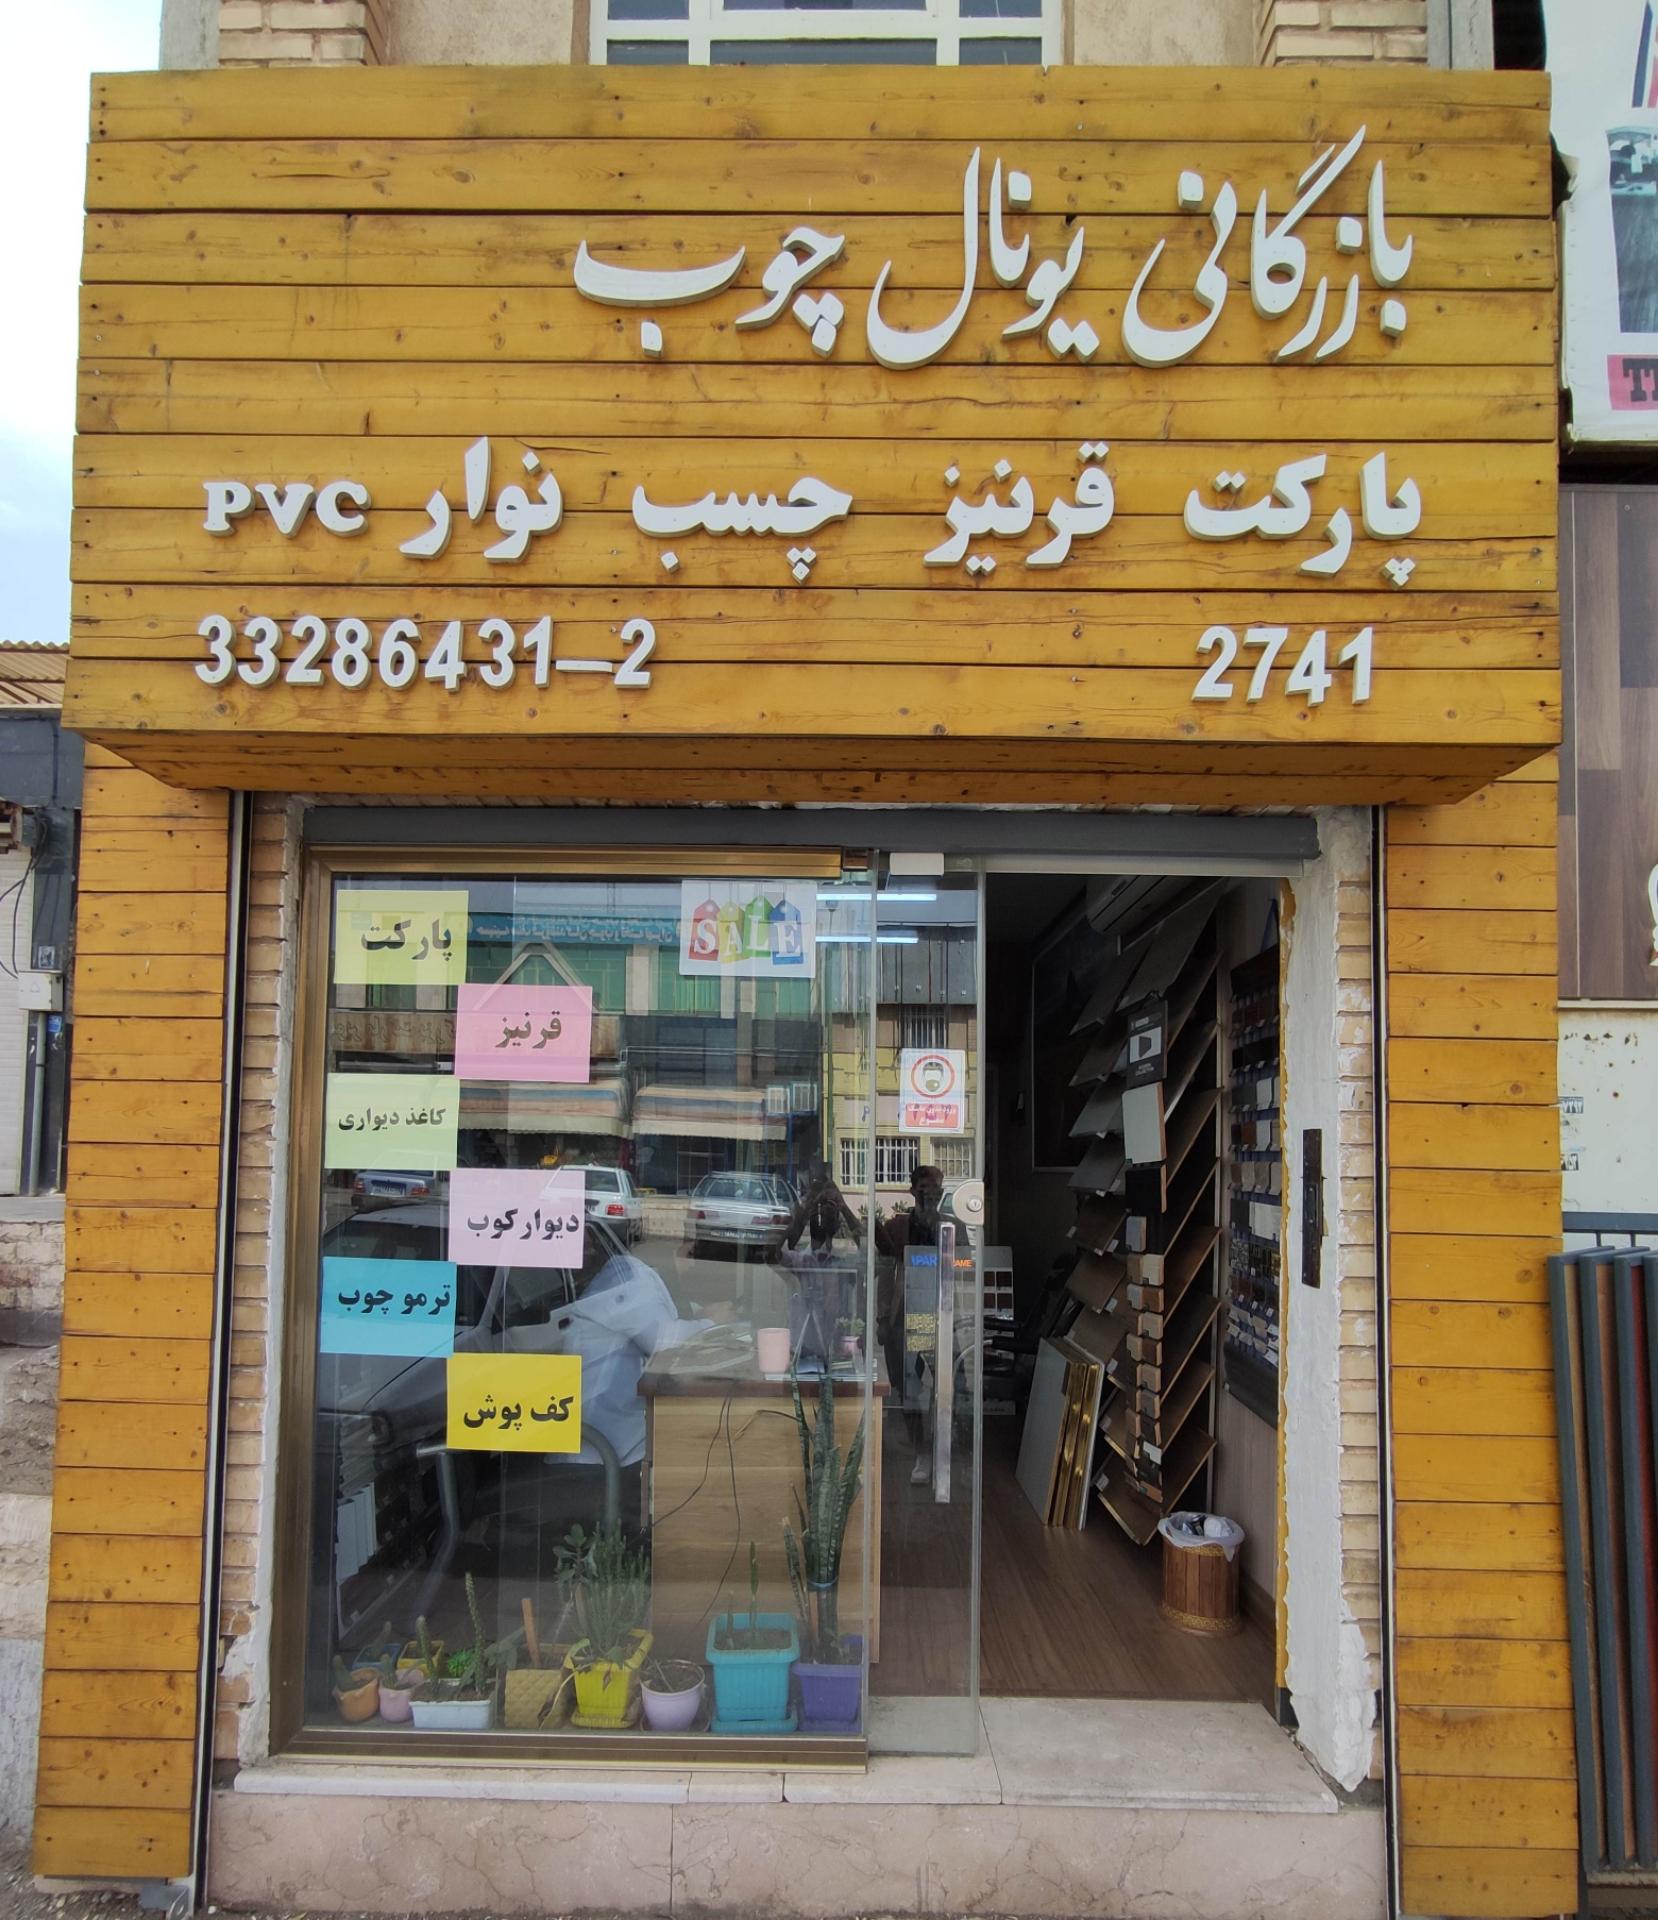 بازرگانی یونال چوب
پارکت قرنیز چسب نوار PVC
2741
33286431-2
پارکت
SALE
قرنیز
کاغذ دیواری
دیوارکوب
ترمو چوب
کف پوش